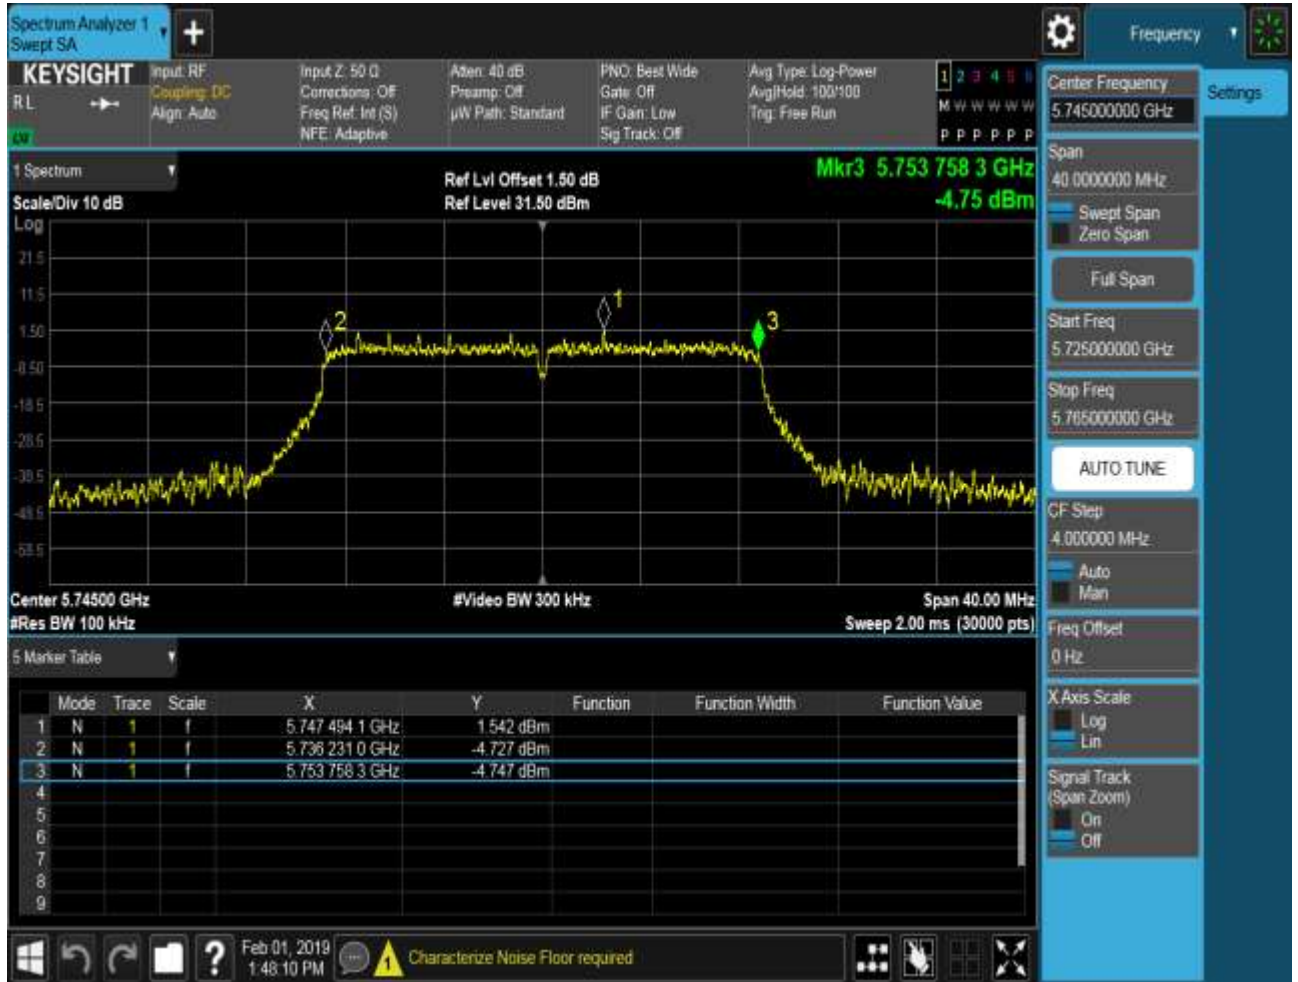 Spectrum Analyzer 1
Swept SA
+
Frequency
KEYSIGHT
RL
Input: RF
Coupling: DC
Align: Auto
Input Z: 50 Ω
Corrections: Off
Freq Ref: Int (S)
NFE: Adaptive
Atten: 40 dB
Preamp: Off
µW Path: Standard
PNO: Best Wide
Gate: Off
IF Gain: Low
Sig Track: Off
Avg Type: Log-Power
Avg|Hold: 100/100
Trig: Free Run
1 2 3 4 5 6
M W W W W W
P P P P P P
1 Spectrum
Scale/Div 10 dB
Ref Lvl Offset 1.50 dB
Ref Level 31.50 dBm
Mkr3 5.753 758 3 GHz
-4.75 dBm
Log
21.5
11.5
1.50
-8.50
-18.5
-28.5
-38.5
-48.5
-58.5
2
1
3
Center 5.74500 GHz
#Video BW 300 kHz
Span 40.00 MHz
#Res BW 100 kHz
Sweep 2.00 ms (30000 pts)
5 Marker Table
Mode Trace Scale X Y Function Function Width Function Value
1 N 1 f 5.747 494 1 GHz 1.542 dBm
2 N 1 f 5.736 231 0 GHz -4.727 dBm
3 N 1 f 5.753 758 3 GHz -4.747 dBm
4
5
6
7
8
9
Center Frequency
5.745000000 GHz
Settings
Span
40.0000000 MHz
Swept Span
Zero Span
Full Span
Start Freq
5.725000000 GHz
Stop Freq
5.765000000 GHz
AUTO TUNE
CF Step
4.000000 MHz
Auto
Man
Freq Offset
0 Hz
X Axis Scale
Log
Lin
Signal Track
(Span Zoom)
On
Off
?
Feb 01, 2019
1:48:10 PM
1
Characterize Noise Floor required